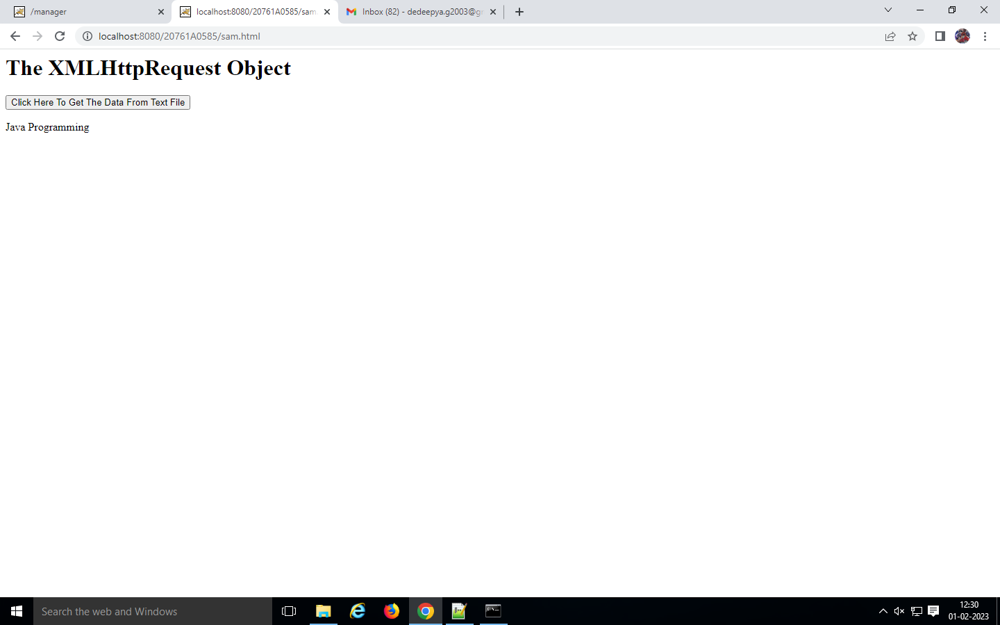 /manager
localhost:8080/20761A0585/sam.
Inbox (82) - dedeepya.g2003@gr
localhost:8080/20761A0585/sam.html
The XMLHttpRequest Object
Click Here To Get The Data From Text File
Java Programming
Search the web and Windows
12:30
01-02-2023